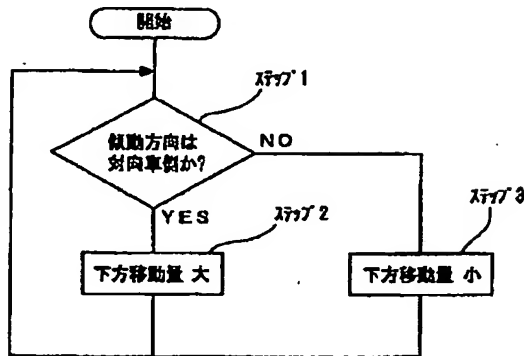 開始
ステップ1
傾動方向は
対向車側か?
NO
YES
ステップ2
ステップ3
下方移動量 大
下方移動量 小